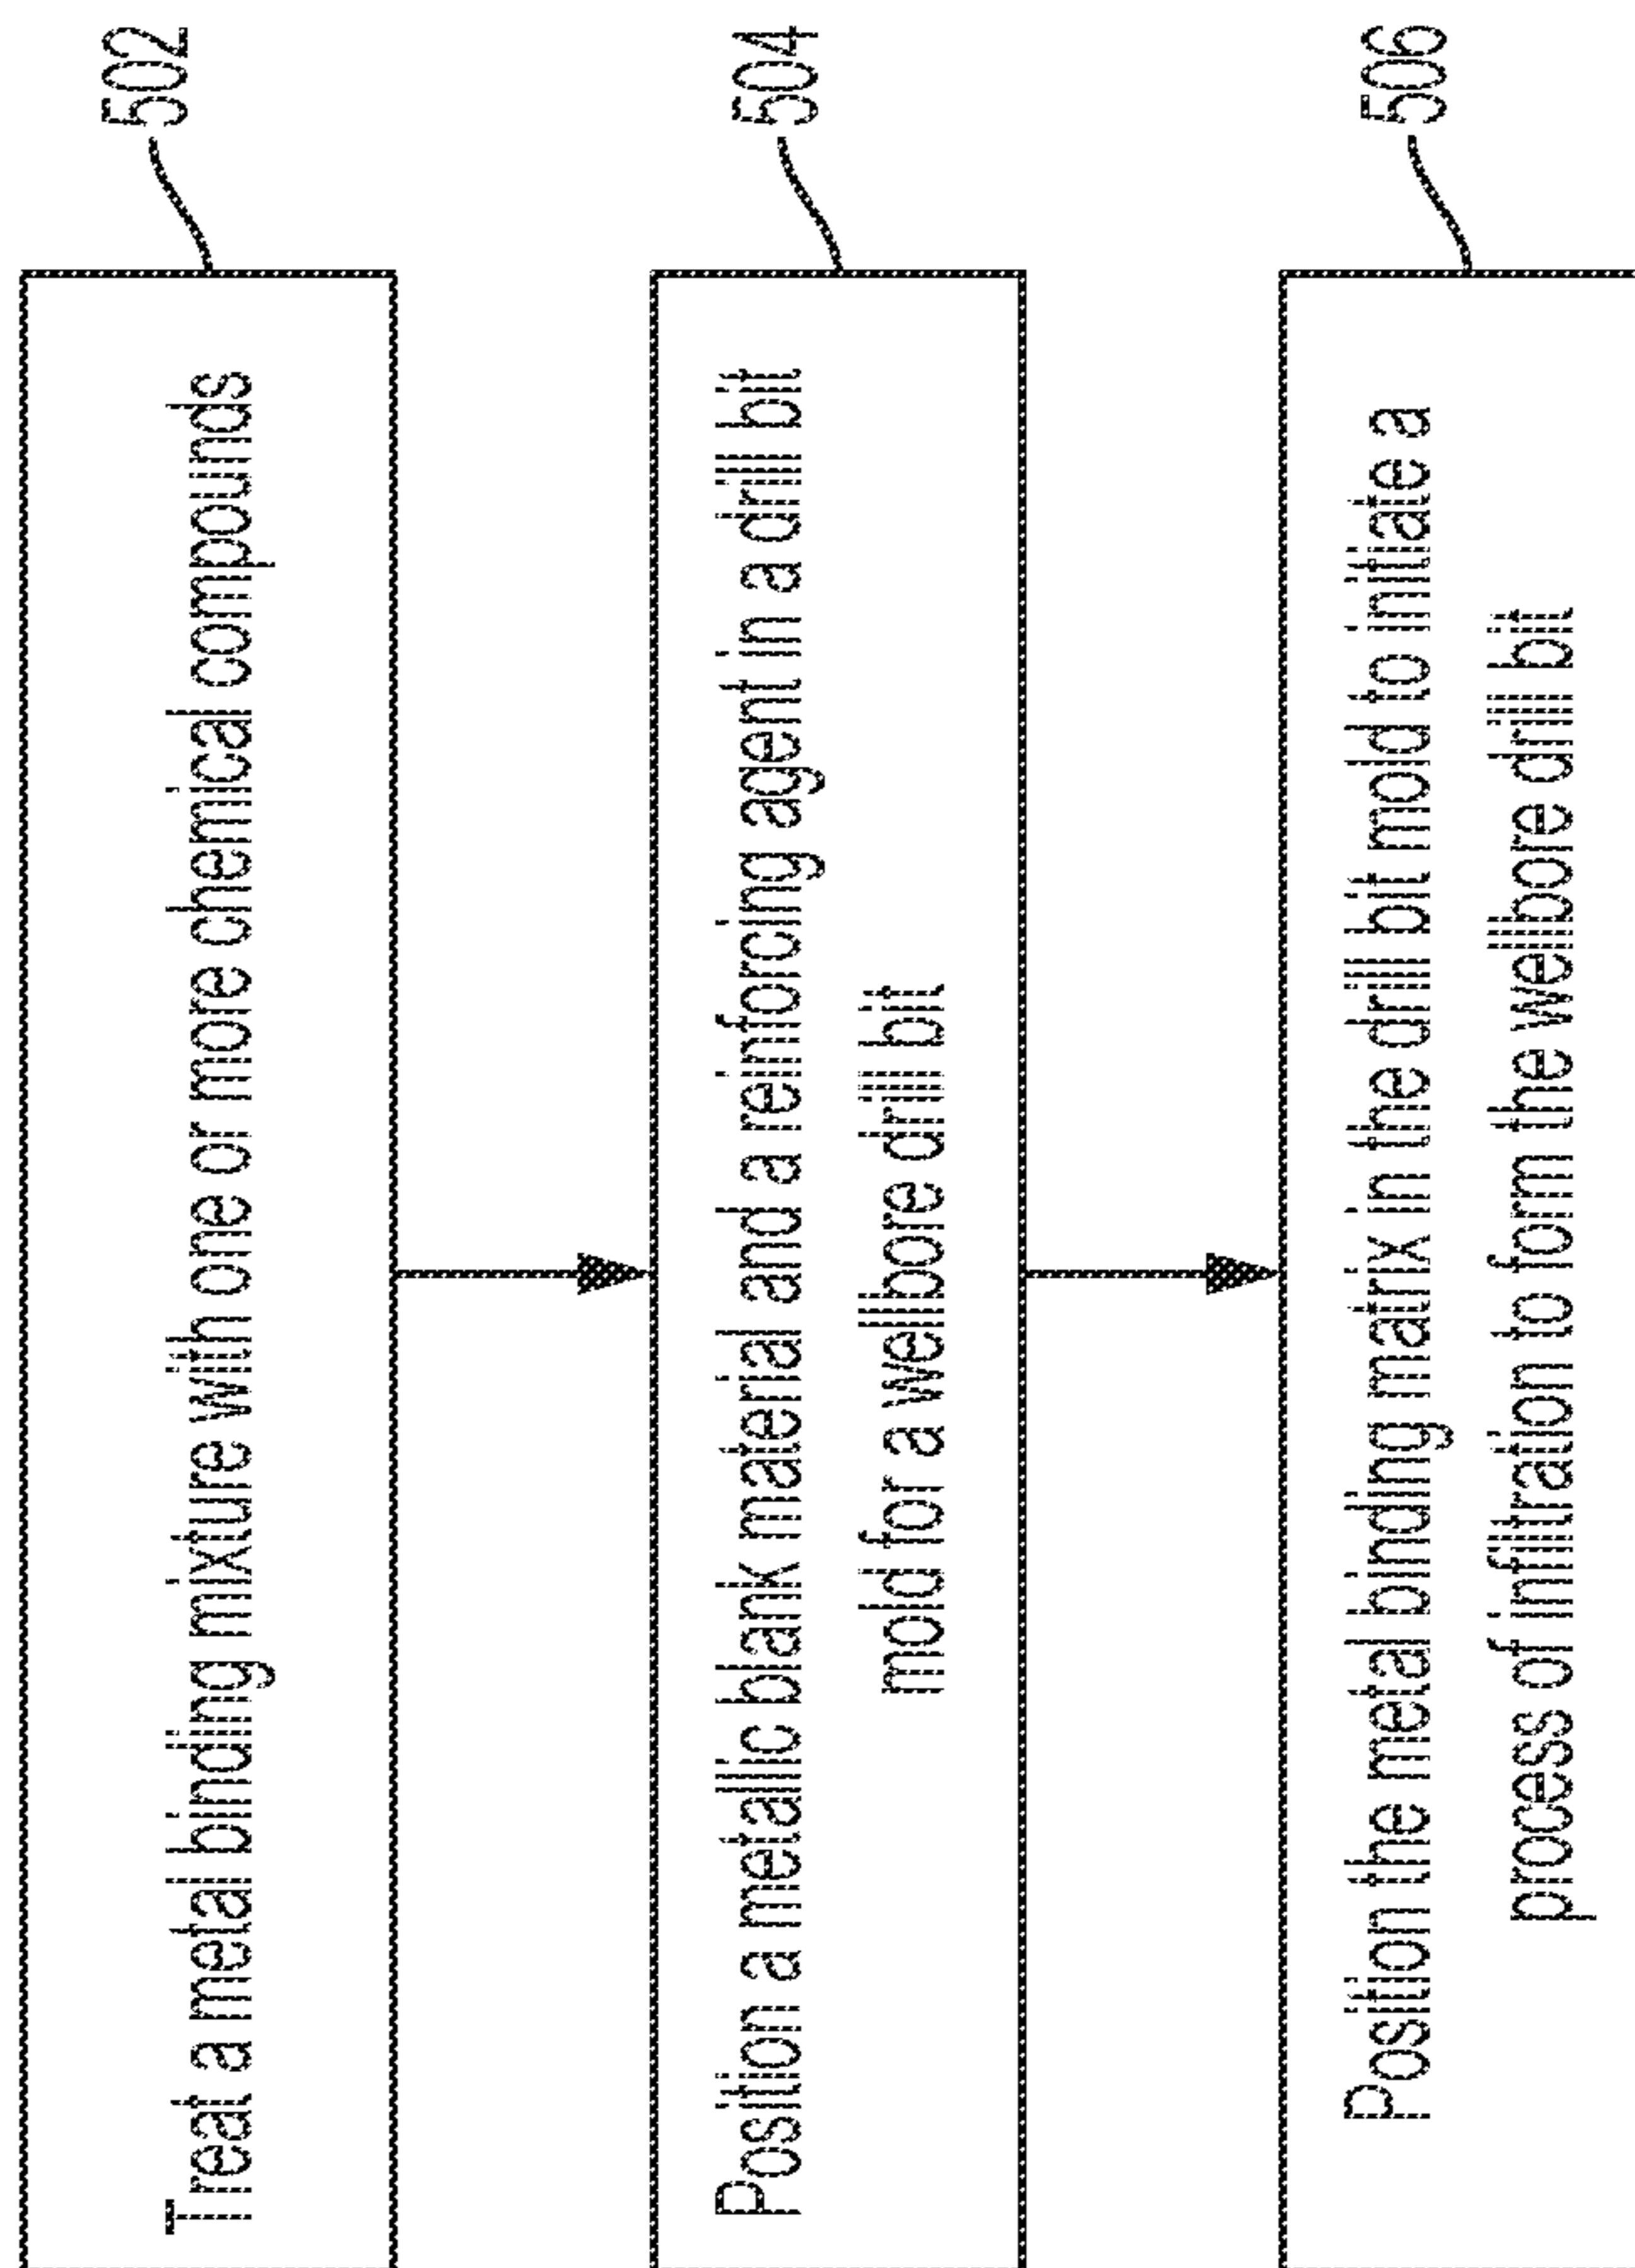 502
Treat a metal binding mixture with one or more chemical compounds
504
Position a metallic blank material and a reinforcing agent in a drill bit
mold for a wellbore drill bit
506
Position the metal binding matrix in the drill bit mold to initiate a
process of infiltration to form the wellbore drill bit